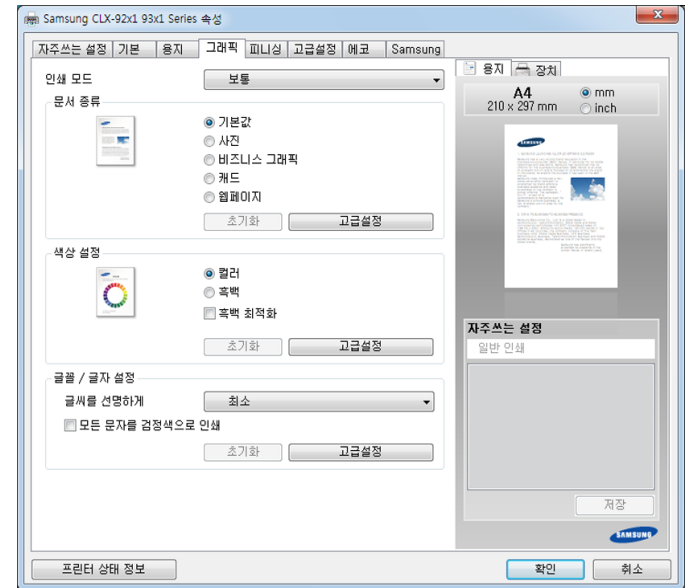 Samsung CLX-92x1 93x1 Series 속성
자주쓰는 설정 기본 용지 그래픽 피니싱 고급설정 에코 Samsung
인쇄 모드 보통
문서 종류
기본값
사진
비즈니스 그래픽
캐드
웹페이지
초기화 고급설정
색상 설정
컬러
흑백
흑백 최적화
초기화 고급설정
글꼴 / 글자 설정
글씨를 선명하게 최소
모든 문자를 검정색으로 인쇄
초기화 고급설정
용지 장치
A4
210 x 297 mm
mm
inch
SAMSUNG
자주쓰는 설정
일반 인쇄
저장
SAMSUNG
프린터 상태 정보
확인 취소